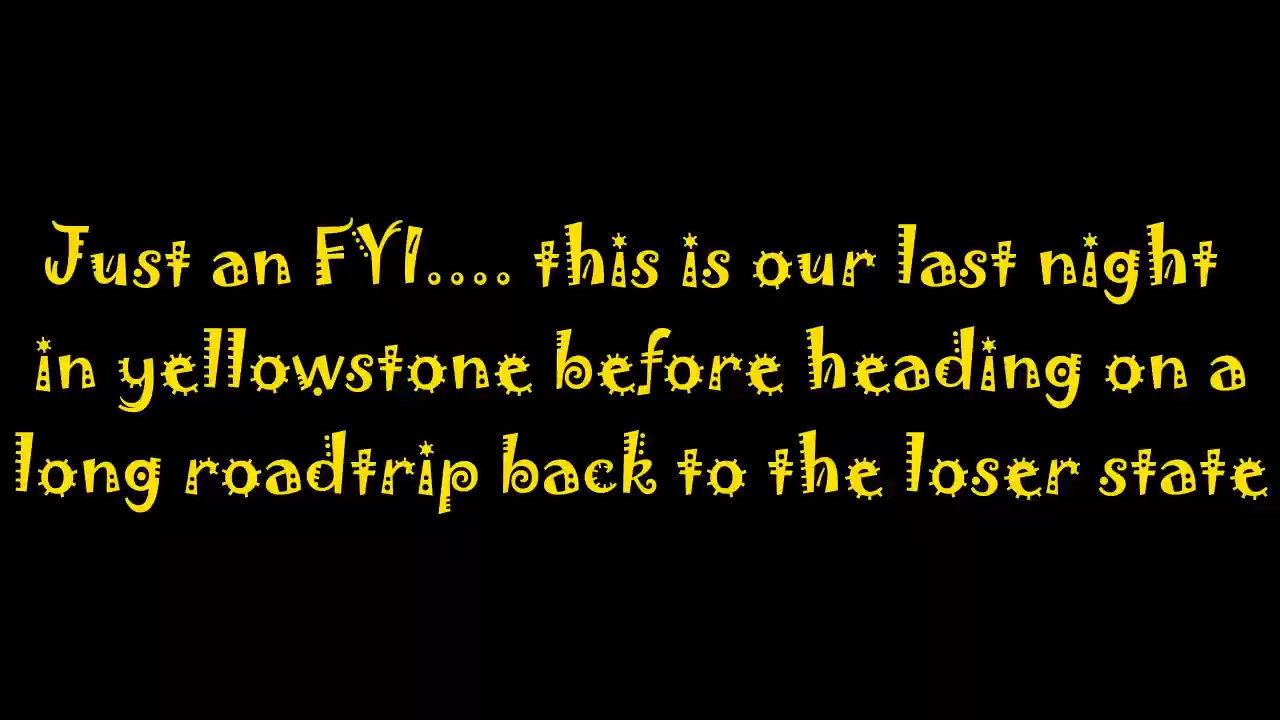 Just an FYI.... this is our last night
in yellowstone before heading on a
long roadtrip back to the loser state